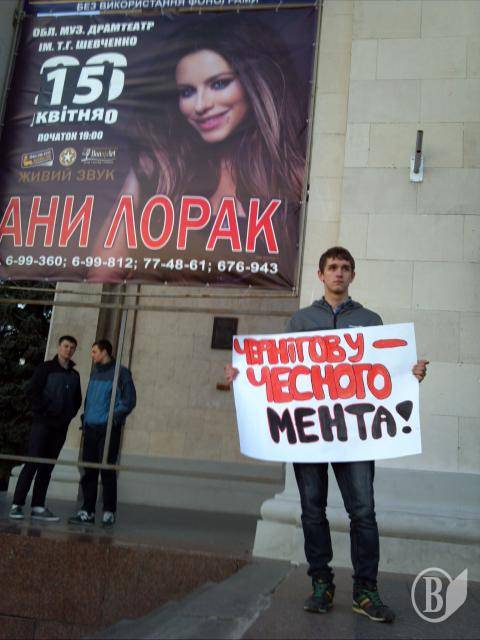 БЕЗ ВИКОРИСТАННЯ ФОНОГРАМИ
ОБЛ. МУЗ. ДРАМТЕАТР
ІМ. Т.Г. ШЕВЧЕНКО
15
КВІТНЯ
ПОЧАТОК 19:00
ЖИВИЙ ЗВУК
АНИ ЛОРАК
6-99-360; 6-99-812; 77-48-61; 676-943
ЧЕРНІГОВУ —
ЧЕСНОГО
МЕНТА!
В